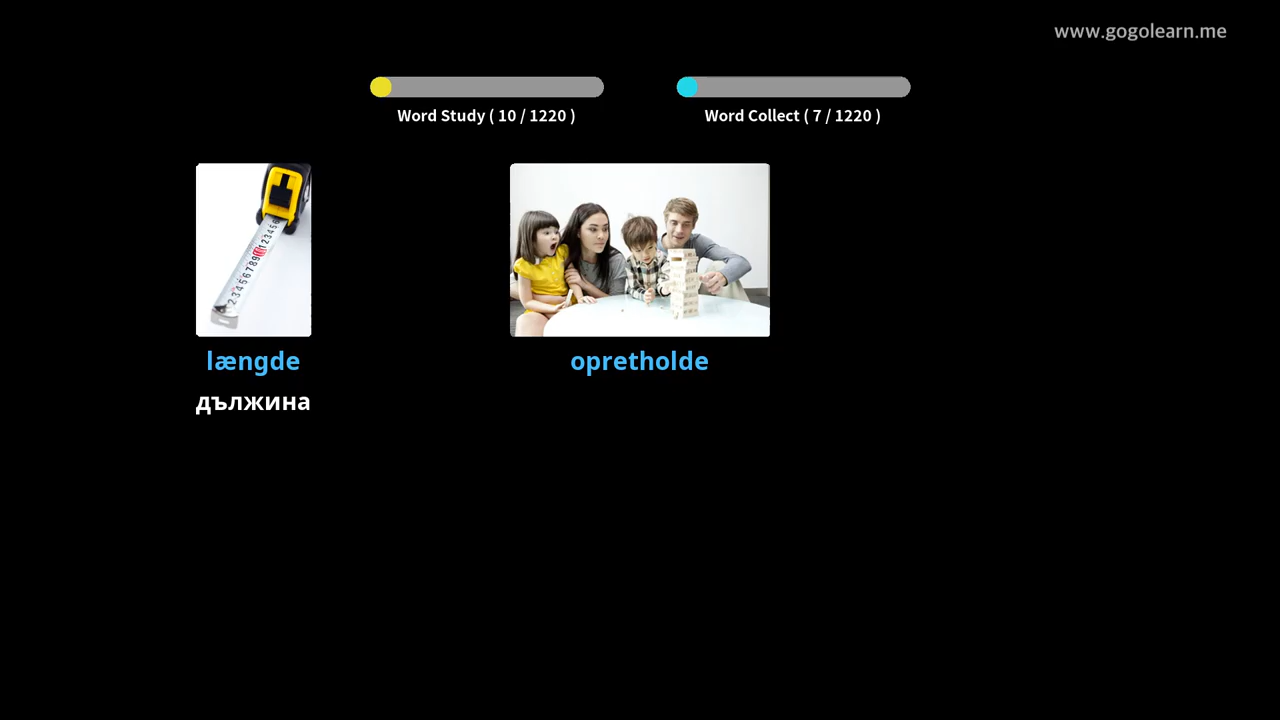 www.gogolearn.me
Word Study ( 10 / 1220 )
Word Collect ( 7 / 1220 )
længde
opretholde
дължина